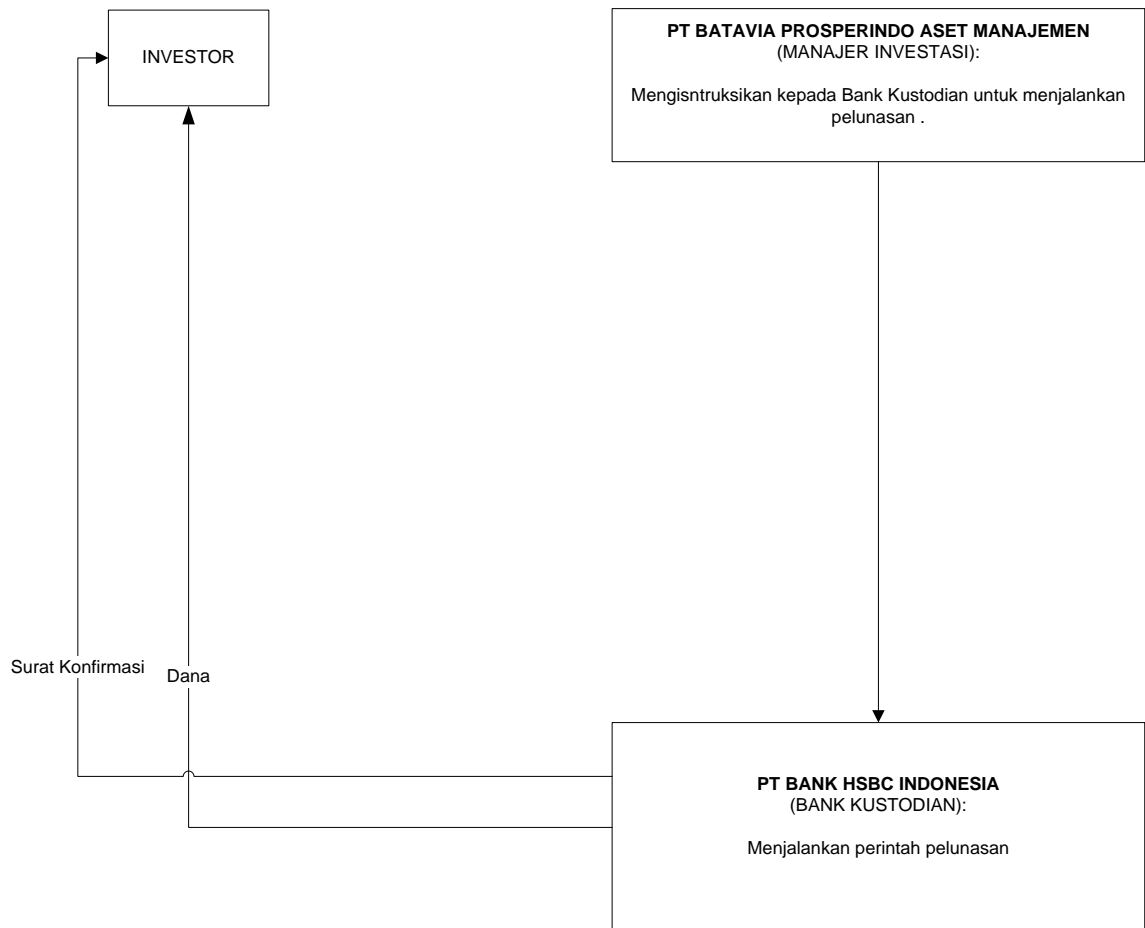 INVESTOR
PT BATAVIA PROSPERINDO ASET MANAJEMEN
(MANAJER INVESTASI):
Mengisntruksikan kepada Bank Kustodian untuk menjalankan
pelunasan .
Surat Konfirmasi
Dana
PT BANK HSBC INDONESIA
(BANK KUSTODIAN):
Menjalankan perintah pelunasan